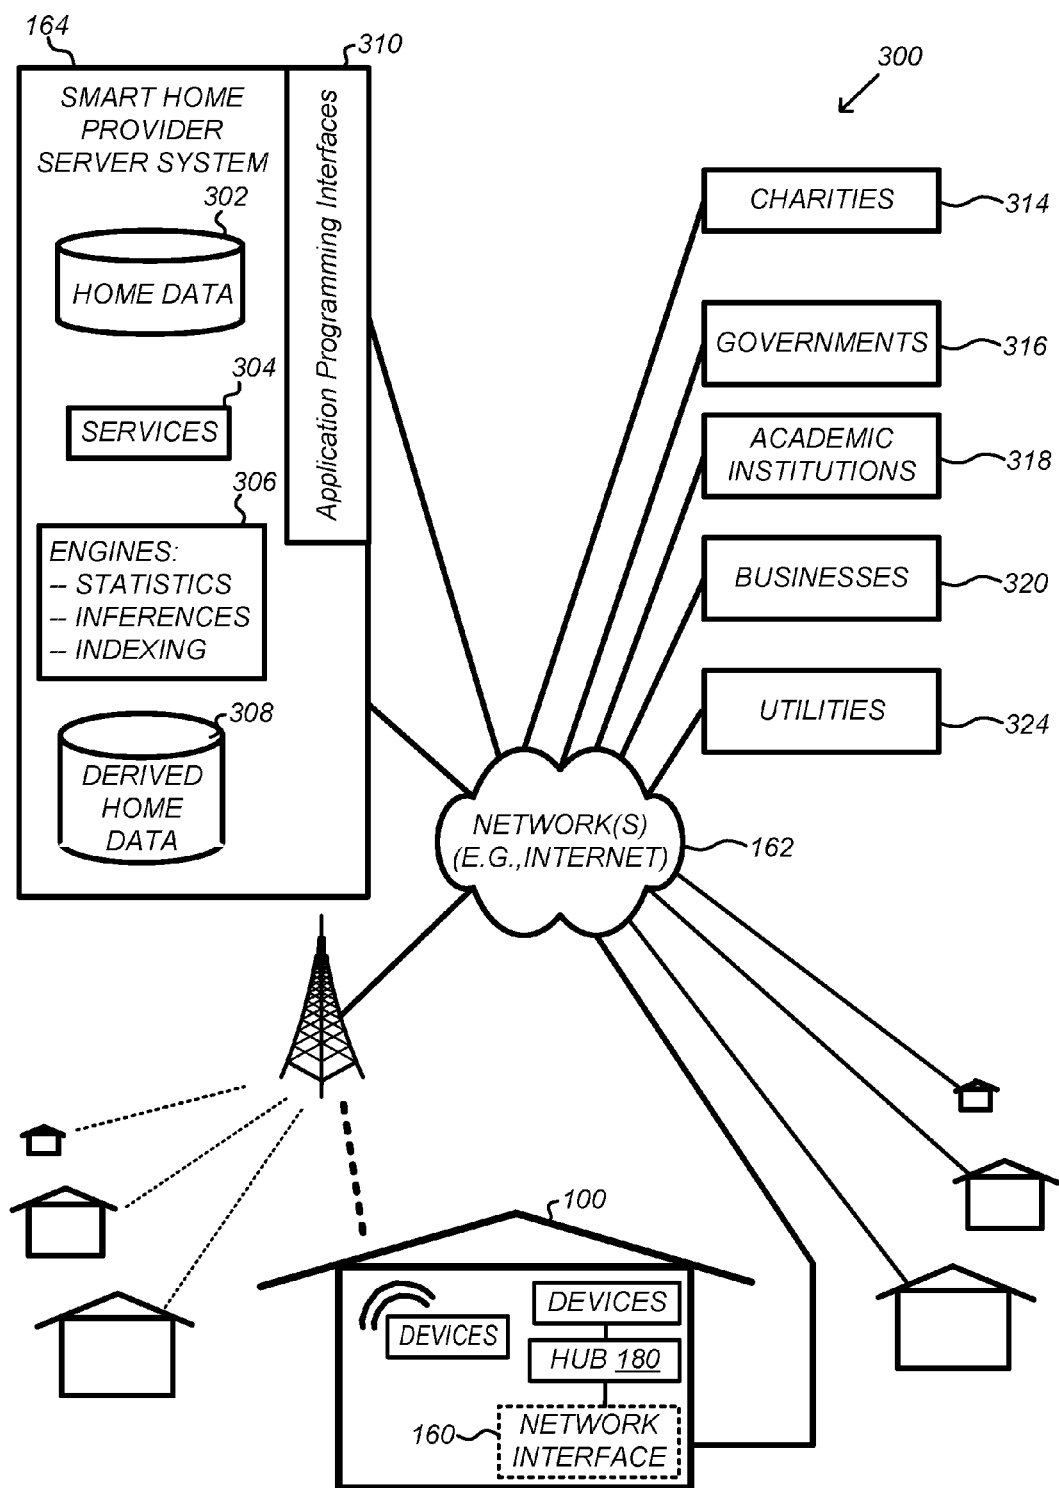 164
310
300
SMART HOME
PROVIDER
SERVER SYSTEM
Application Programming Interfaces
302
HOME DATA
304
SERVICES
306
ENGINES:
-- STATISTICS
-- INFERENCES
-- INDEXING
308
DERIVED
HOME
DATA
CHARITIES
314
GOVERNMENTS
316
ACADEMIC
INSTITUTIONS
318
BUSINESSES
320
UTILITIES
324
NETWORK(S)
(E.G.,INTERNET)
162
100
DEVICES
DEVICES
HUB 180
160
NETWORK
INTERFACE